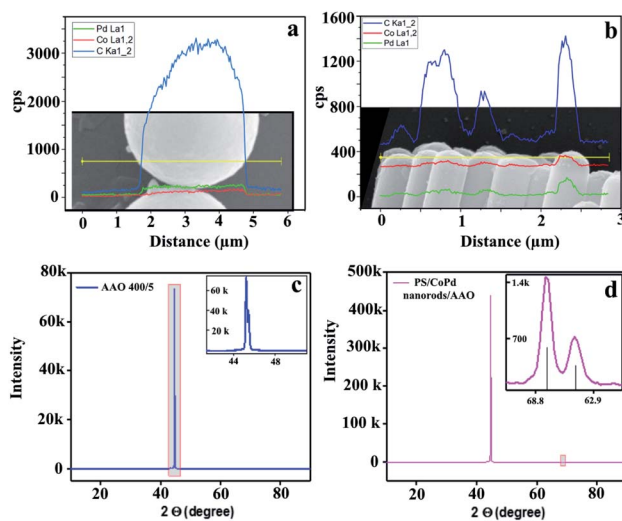 a
Pd La1
Co La1,2
C Ka1_2
3000
2000
1000
0
cps
0 1 2 3 4 5 6
Distance (µm)
b
C Ka1_2
Co La1,2
Pd La1
1600
1200
800
400
0
cps
0 1 2 3
Distance (µm)
c
AAO 400/5
80k
60k
40k
20k
0
Intensity
20 40 60 80
2 Θ (degree)
60 k
40 k
20 k
44 48
d
PS/CoPd
nanorods/AAO
500k
400k
300k
200k
100 k
0
Intensity
20 40 60 80
2 Θ (degree)
1.4k
700
68.8 62.9